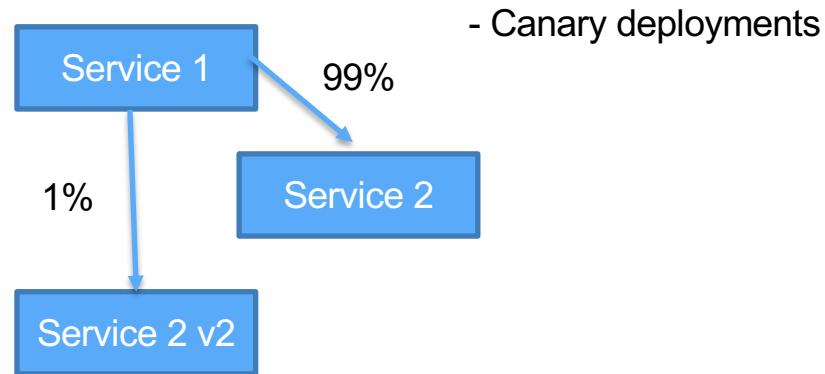 - Canary deployments
Service 1
99%
1%
Service 2
Service 2 v2